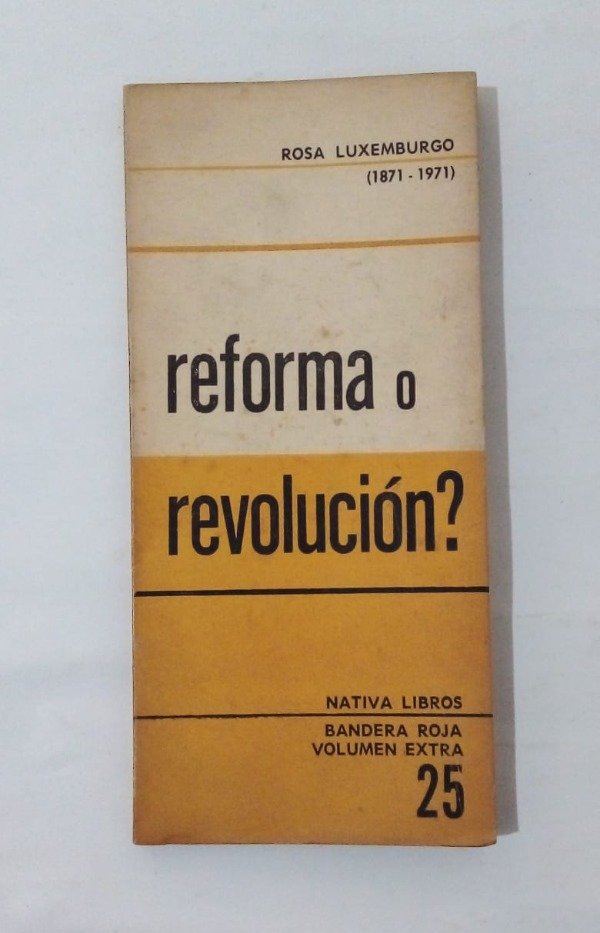 ROSA LUXEMBURGO
(1871 - 1971)
reforma o
revolución?
NATIVA LIBROS
BANDERA ROJA
VOLUMEN EXTRA
25